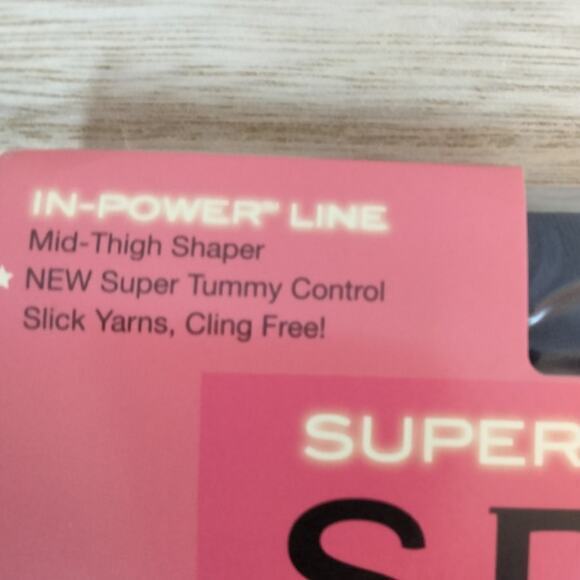 IN-POWER™ LINE
Mid-Thigh Shaper
NEW Super Tummy Control
Slick Yarns, Cling Free!
SUPER
S